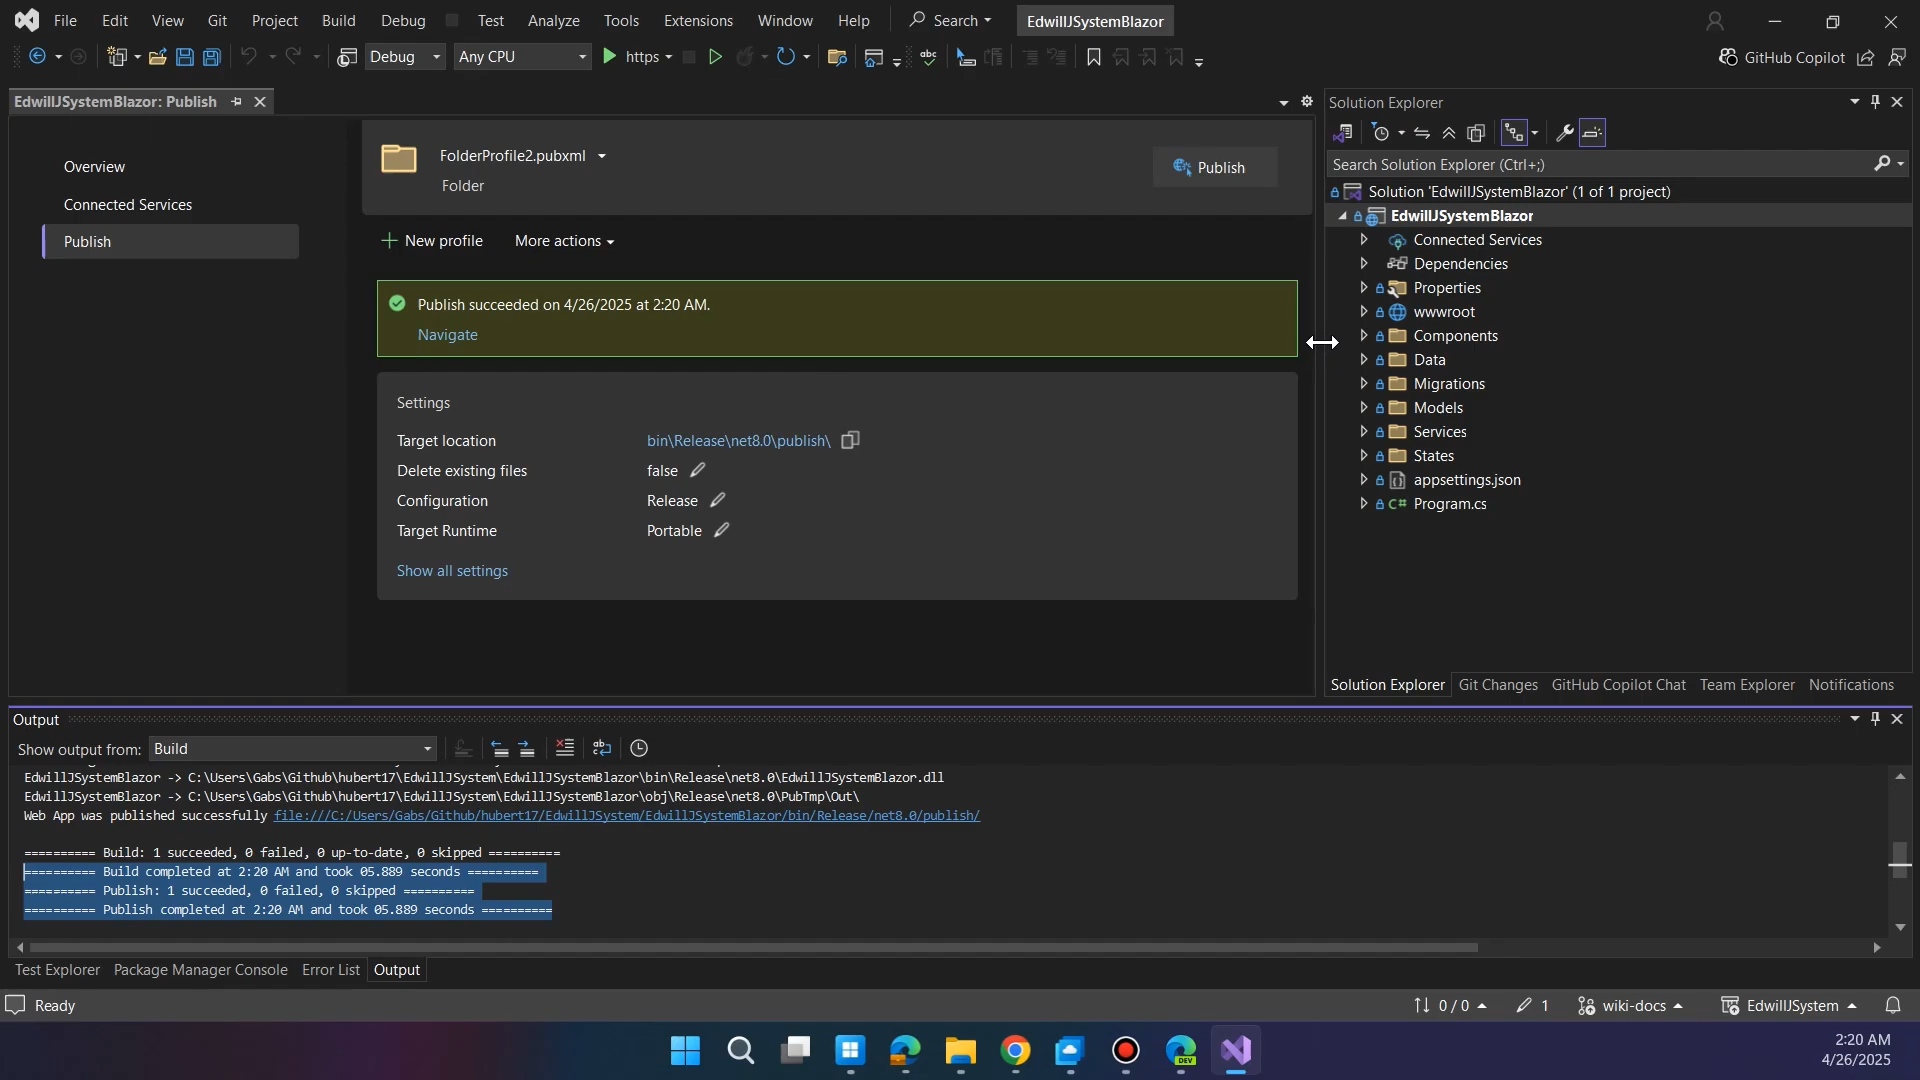 File Edit View Git Project Build Debug Test Analyze Tools Extensions Window Help Search EdwillJSystemBlazor
Debug Any CPU https GitHub Copilot
EdwillJSystemBlazor: Publish
Overview
Connected Services
Publish
FolderProfile2.pubxml
Folder
Publish
New profile More actions
Publish succeeded on 4/26/2025 at 2:20 AM.
Navigate
Settings
Target location bin\Release\net8.0\publish\
Delete existing files false
Configuration Release
Target Runtime Portable
Show all settings
Solution Explorer
Search Solution Explorer (Ctrl+;)
Solution 'EdwillJSystemBlazor' (1 of 1 project)
EdwillJSystemBlazor
Connected Services
Dependencies
Properties
wwwroot
Components
Data
Migrations
Models
Services
States
appsettings.json
C# Program.cs
Solution Explorer Git Changes GitHub Copilot Chat Team Explorer Notifications
Output
Show output from: Build
EdwillJSystemBlazor -> C:\Users\Gabs\Github\hubert17\EdwillJSystem\EdwillJSystemBlazor\bin\Release\net8.0\EdwillJSystemBlazor.dll
EdwillJSystemBlazor -> C:\Users\Gabs\Github\hubert17\EdwillJSystem\EdwillJSystemBlazor\obj\Release\net8.0\PubTmp\Out\
Web App was published successfully file:///C:/Users/Gabs/Github/hubert17/EdwillJSystem/EdwillJSystemBlazor/bin/Release/net8.0/publish/
========== Build: 1 succeeded, 0 failed, 0 up-to-date, 0 skipped ==========
========== Build completed at 2:20 AM and took 05.889 seconds ==========
========== Publish: 1 succeeded, 0 failed, 0 skipped ==========
========== Publish completed at 2:20 AM and took 05.889 seconds ==========
Test Explorer Package Manager Console Error List Output
Ready 0 / 0 1 wiki-docs EdwillJSystem
DEV
2:20 AM
4/26/2025